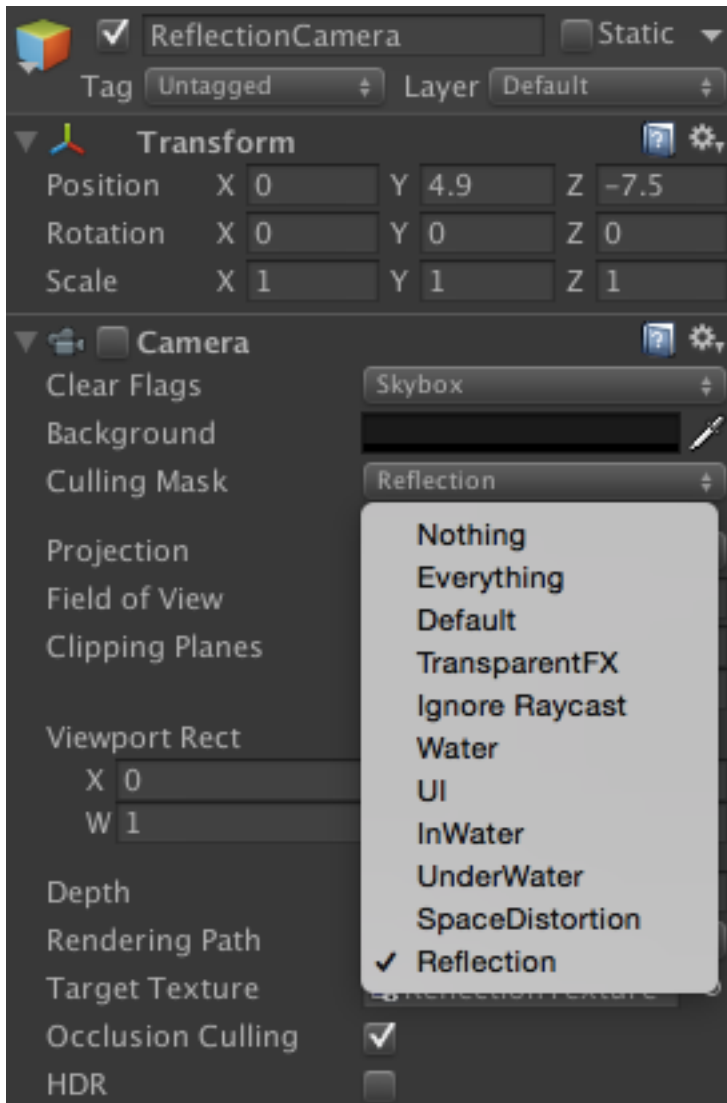 ReflectionCamera Static
Tag Untagged Layer Default
Transform
Position X 0 Y 4.9 Z -7.5
Rotation X 0 Y 0 Z 0
Scale X 1 Y 1 Z 1
Camera
Clear Flags Skybox
Background
Culling Mask Reflection
Nothing
Projection
Everything
Field of View
Default
Clipping Planes
TransparentFX
Ignore Raycast
Viewport Rect
Water
X 0
UI
W 1
InWater
UnderWater
Depth
SpaceDistortion
Rendering Path
Reflection
Target Texture
Occlusion Culling
HDR